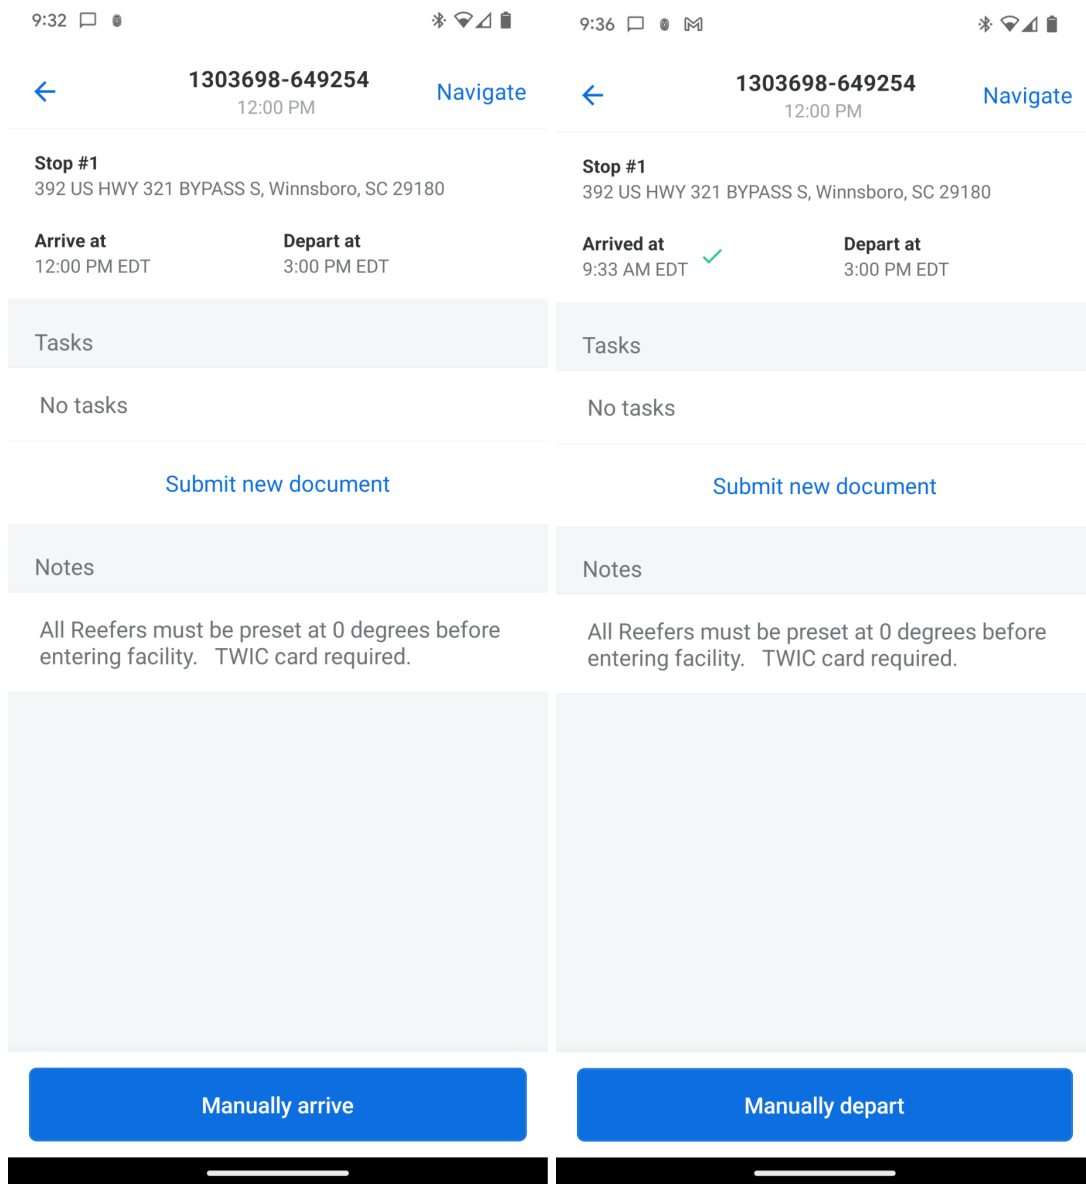 9:32
1303698-649254
12:00 PM
Navigate
Stop #1
392 US HWY 321 BYPASS S, Winnsboro, SC 29180
Arrive at
12:00 PM EDT
Depart at
3:00 PM EDT
Tasks
No tasks
Submit new document
Notes
All Reefers must be preset at 0 degrees before
entering facility.   TWIC card required.
Manually arrive
9:36
1303698-649254
12:00 PM
Navigate
Stop #1
392 US HWY 321 BYPASS S, Winnsboro, SC 29180
Arrived at
9:33 AM EDT
Depart at
3:00 PM EDT
Tasks
No tasks
Submit new document
Notes
All Reefers must be preset at 0 degrees before
entering facility.   TWIC card required.
Manually depart